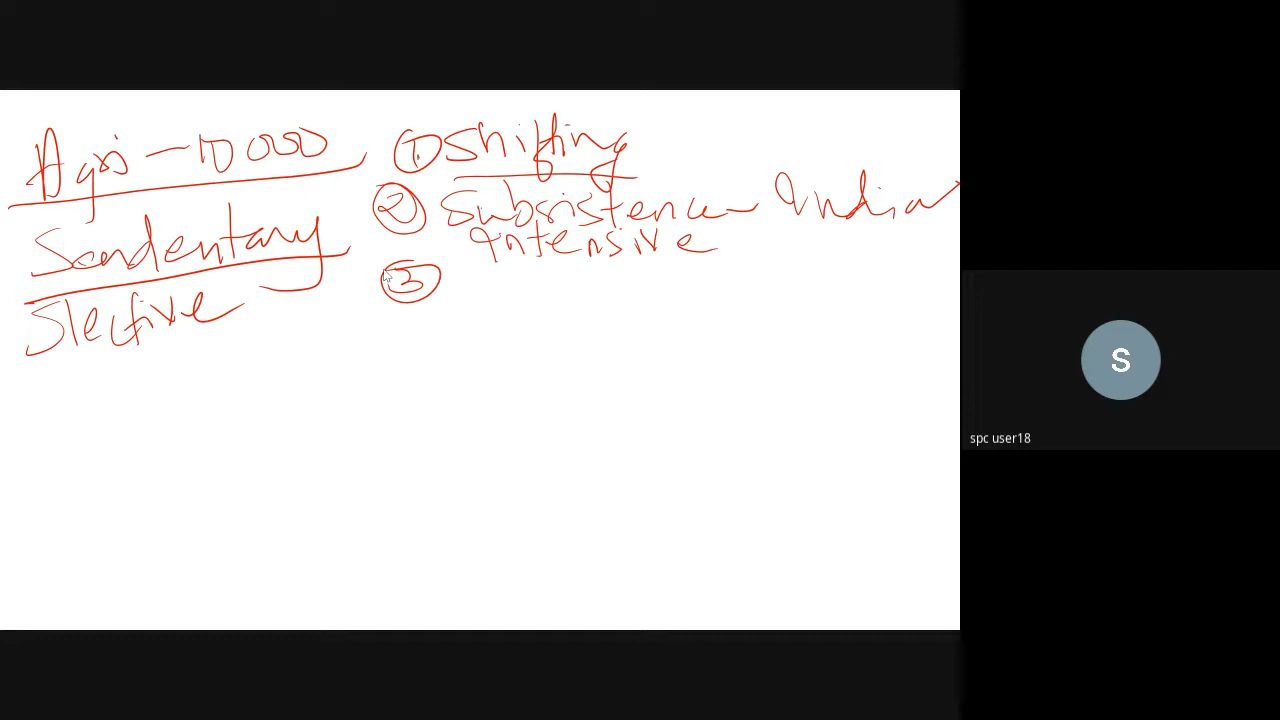 Agri - 10000
Sendentary
Slective
① Shifting
② Subsistence - India
Intensive
③
S
spc user18